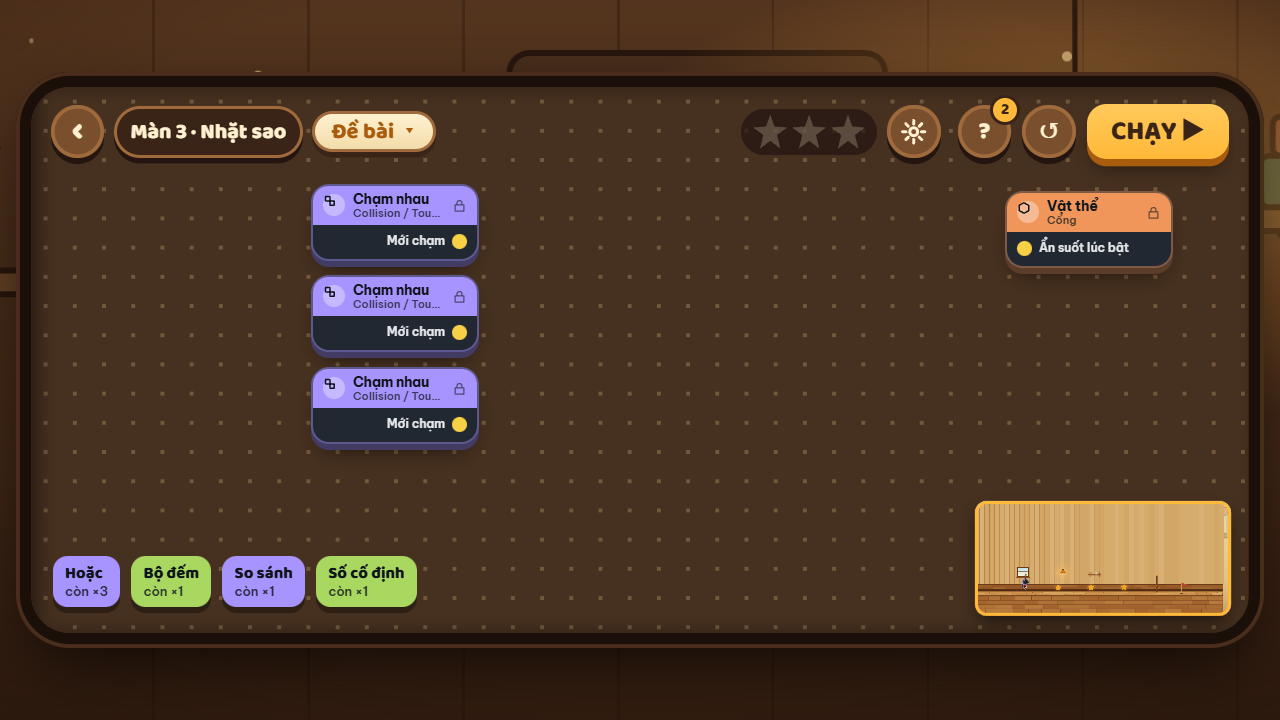 Màn 3 · Nhặt sao
Đề bài
?
2
CHẠY
Chạm nhau
Collision / Tou...
Mới chạm
Chạm nhau
Collision / Tou...
Mới chạm
Chạm nhau
Collision / Tou...
Mới chạm
Vật thể
Cổng
Ẩn suốt lúc bật
Hoặc
còn ×3
Bộ đếm
còn ×1
So sánh
còn ×1
Số cố định
còn ×1